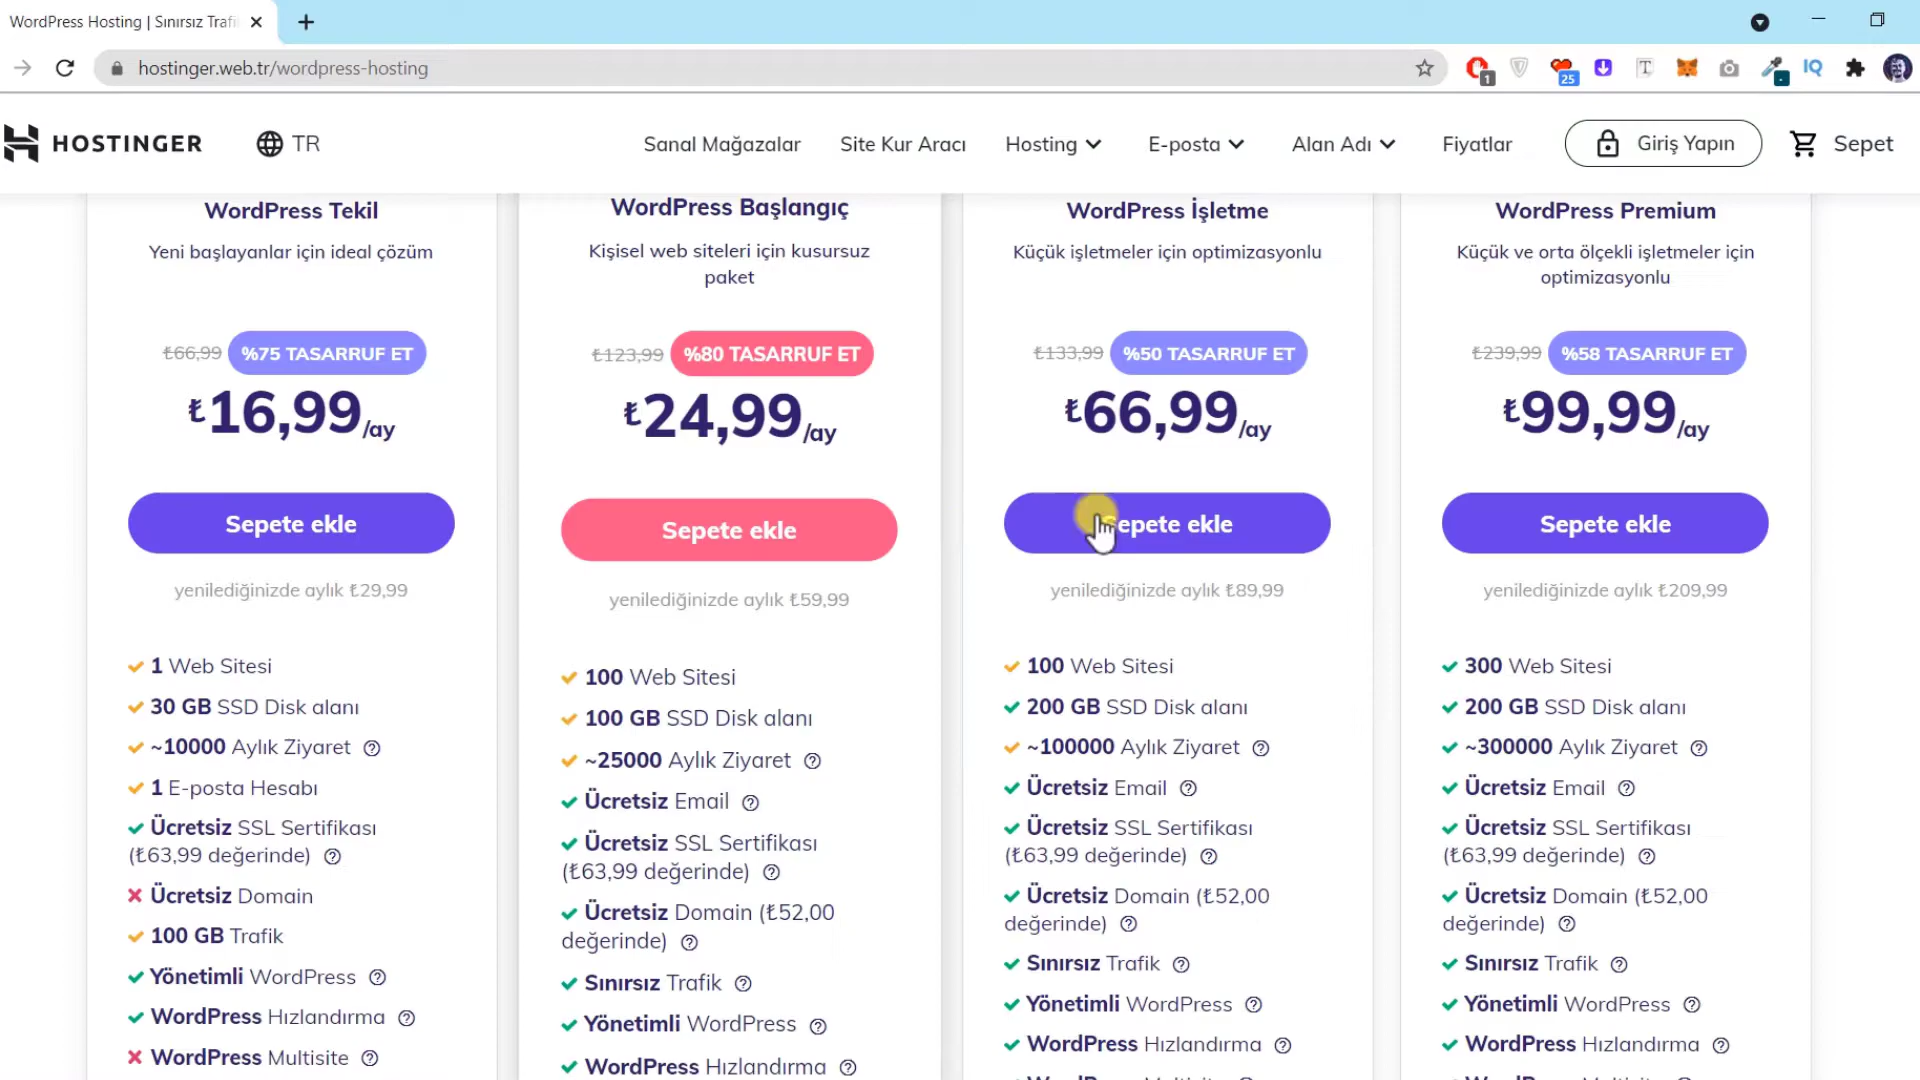 WordPress Hosting | Sınırsız Trafi
hostinger.web.tr/wordpress-hosting
1
25
T
IQ
HOSTINGER
TR
Sanal Mağazalar
Site Kur Aracı
Hosting
E-posta
Alan Adı
Fiyatlar
Giriş Yapın
Sepet
WordPress Tekil
Yeni başlayanlar için ideal çözüm
₺66,99 %75 TASARRUF ET
₺16,99/ay
Sepete ekle
yenilediğinizde aylık ₺29,99
1 Web Sitesi
30 GB SSD Disk alanı
~10000 Aylık Ziyaret
1 E-posta Hesabı
Ücretsiz SSL Sertifikası
(₺63,99 değerinde)
Ücretsiz Domain
100 GB Trafik
Yönetimli WordPress
WordPress Hızlandırma
WordPress Multisite
WordPress Başlangıç
Kişisel web siteleri için kusursuz
paket
₺123,99 %80 TASARRUF ET
₺24,99/ay
Sepete ekle
yenilediğinizde aylık ₺59,99
100 Web Sitesi
100 GB SSD Disk alanı
~25000 Aylık Ziyaret
Ücretsiz Email
Ücretsiz SSL Sertifikası
(₺63,99 değerinde)
Ücretsiz Domain (₺52,00
değerinde)
Sınırsız Trafik
Yönetimli WordPress
WordPress Hızlandırma
WordPress İşletme
Küçük işletmeler için optimizasyonlu
₺133,99 %50 TASARRUF ET
₺66,99/ay
epete ekle
yenilediğinizde aylık ₺89,99
100 Web Sitesi
200 GB SSD Disk alanı
~100000 Aylık Ziyaret
Ücretsiz Email
Ücretsiz SSL Sertifikası
(₺63,99 değerinde)
Ücretsiz Domain (₺52,00
değerinde)
Sınırsız Trafik
Yönetimli WordPress
WordPress Hızlandırma
WordPress Premium
Küçük ve orta ölçekli işletmeler için
optimizasyonlu
₺239,99 %58 TASARRUF ET
₺99,99/ay
Sepete ekle
yenilediğinizde aylık ₺209,99
300 Web Sitesi
200 GB SSD Disk alanı
~300000 Aylık Ziyaret
Ücretsiz Email
Ücretsiz SSL Sertifikası
(₺63,99 değerinde)
Ücretsiz Domain (₺52,00
değerinde)
Sınırsız Trafik
Yönetimli WordPress
WordPress Hızlandırma